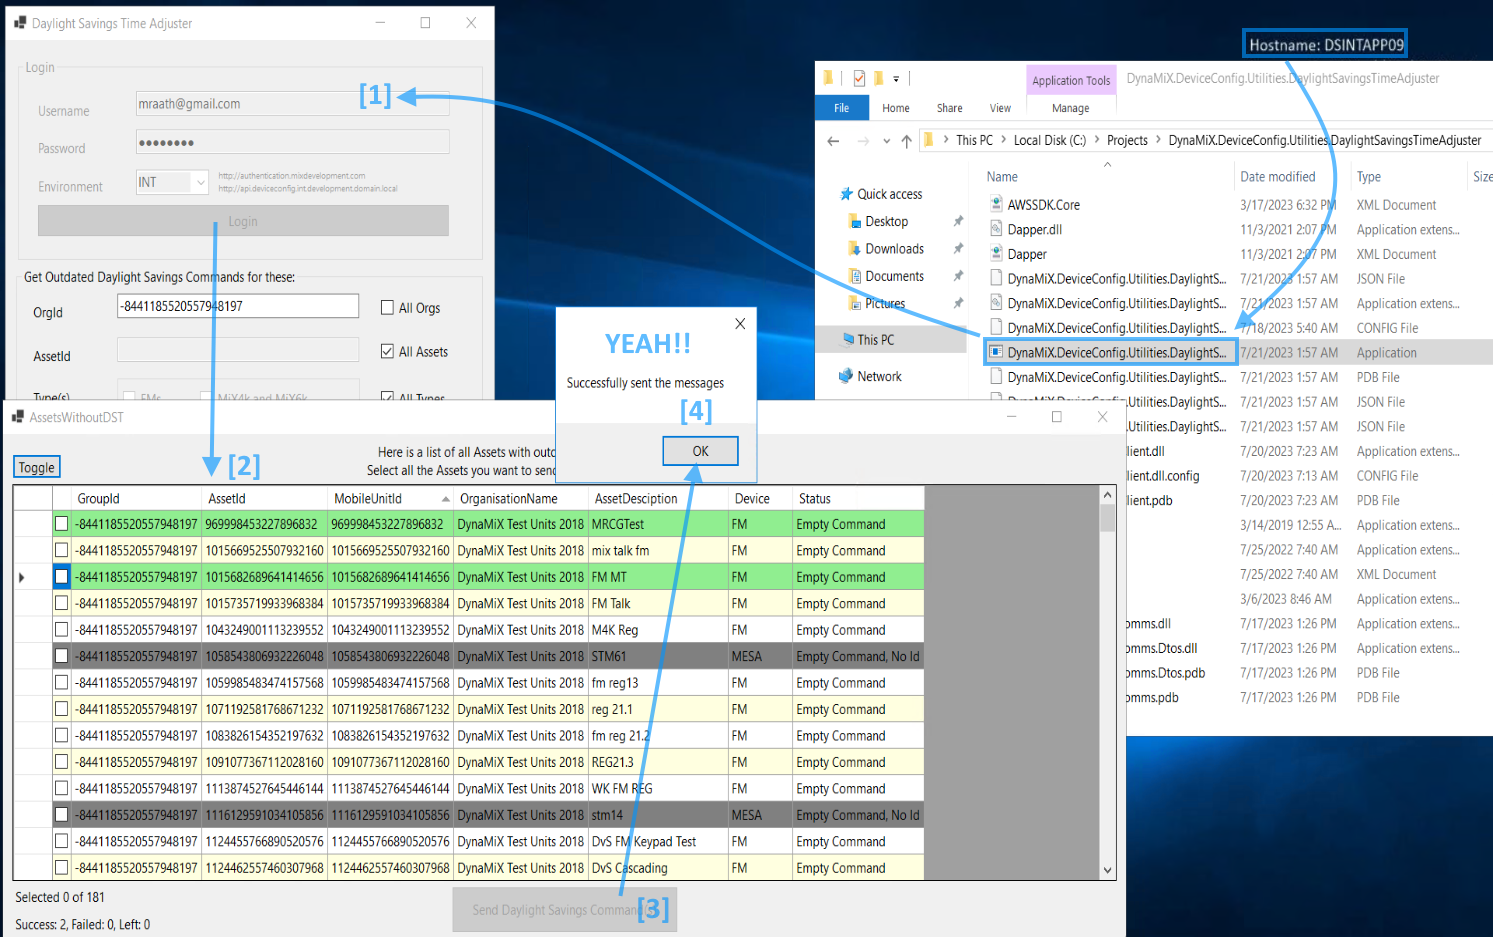 Daylight Savings Time Adjuster
Login
Username
mraath@gmail.com
[1]
Password
Environment
INT
http://authentication.mixdevelopment.com
http://api.deviceconfig.int.development.domain.local
Login
Get Outdated Daylight Savings Commands for these:
OrgId
-8441185520557948197
All Orgs
AssetId
All Assets
Type(s)
FMs
MiX4k and MiX6k
All Types
Hostname: DSINTAPP09
Application Tools
DynaMiX.DeviceConfig.Utilities.DaylightSavingsTimeAdjuster
File Home Share View Manage
This PC > Local Disk (C:) > Projects > DynaMiX.DeviceConfig.Utilities.DaylightSavingsTimeAdjuster
Quick access
Desktop
Downloads
Documents
Pictures
This PC
Network
Name Date modified Type Size
AWSSDK.Core 3/17/2023 6:32 PM XML Document
Dapper.dll 11/3/2021 2:07 PM Application extens...
Dapper 11/3/2021 2:07 PM XML Document
DynaMiX.DeviceConfig.Utilities.DaylightS... 7/21/2023 1:57 AM JSON File
DynaMiX.DeviceConfig.Utilities.DaylightS... 7/21/2023 1:57 AM Application extens...
DynaMiX.DeviceConfig.Utilities.DaylightS... 7/18/2023 5:40 AM CONFIG File
DynaMiX.DeviceConfig.Utilities.DaylightS... 7/21/2023 1:57 AM Application
DynaMiX.DeviceConfig.Utilities.DaylightS... 7/21/2023 1:57 AM PDB File
Utilities.DaylightS... 7/21/2023 1:57 AM JSON File
Utilities.DaylightS... 7/21/2023 1:57 AM Application extens...
lient.dll 7/20/2023 7:23 AM Application extens...
lient.dll.config 7/20/2023 7:13 AM CONFIG File
lient.pdb 7/20/2023 7:23 AM PDB File
3/14/2019 12:55 A... Application extens...
7/25/2022 7:40 AM Application extens...
7/25/2022 7:40 AM XML Document
3/6/2023 8:46 AM Application extens...
omms.dll 7/17/2023 1:26 PM Application extens...
omms.Dtos.dll 7/17/2023 1:26 PM Application extens...
omms.Dtos.pdb 7/17/2023 1:26 PM PDB File
omms.pdb 7/17/2023 1:26 PM PDB File
YEAH!!
Successfully sent the messages
[4]
OK
AssetsWithoutDST
Here is a list of all Assets with outd
Select all the Assets you want to send
Toggle
[2]
GroupId AssetId MobileUnitId OrganisationName AssetDesciption Device Status
-8441185520557948197 969998453227896832 969998453227896832 DynaMiX Test Units 2018 MRCGTest FM Empty Command
-8441185520557948197 1015669525507932160 1015669525507932160 DynaMiX Test Units 2018 mix talk fm FM Empty Command
-8441185520557948197 1015682689641414656 1015682689641414656 DynaMiX Test Units 2018 FM MT FM Empty Command
-8441185520557948197 1015735719933968384 1015735719933968384 DynaMiX Test Units 2018 FM Talk FM Empty Command
-8441185520557948197 1043249001113239552 1043249001113239552 DynaMiX Test Units 2018 M4K Reg FM Empty Command
-8441185520557948197 1058543806932226048 1058543806932226048 DynaMiX Test Units 2018 STM61 MESA Empty Command, No Id
-8441185520557948197 1059985483474157568 1059985483474157568 DynaMiX Test Units 2018 fm reg13 FM Empty Command
-8441185520557948197 1071192581768671232 1071192581768671232 DynaMiX Test Units 2018 reg 21.1 FM Empty Command
-8441185520557948197 1083826154352197632 1083826154352197632 DynaMiX Test Units 2018 fm reg 21.2 FM Empty Command
-8441185520557948197 1091077367112028160 1091077367112028160 DynaMiX Test Units 2018 REG21.3 FM Empty Command
-8441185520557948197 1113874527645446144 1113874527645446144 DynaMiX Test Units 2018 WK FM REG FM Empty Command
-8441185520557948197 1116129591034105856 1116129591034105856 DynaMiX Test Units 2018 stm14 MESA Empty Command, No Id
-8441185520557948197 1124455766890520576 1124455766890520576 DynaMiX Test Units 2018 DvS FM Keypad Test FM Empty Command
-8441185520557948197 1124462557460307968 1124462557460307968 DynaMiX Test Units 2018 DvS Cascading FM Empty Command
Selected 0 of 181
Send Daylight Savings Command
[3]
Success: 2, Failed: 0, Left: 0